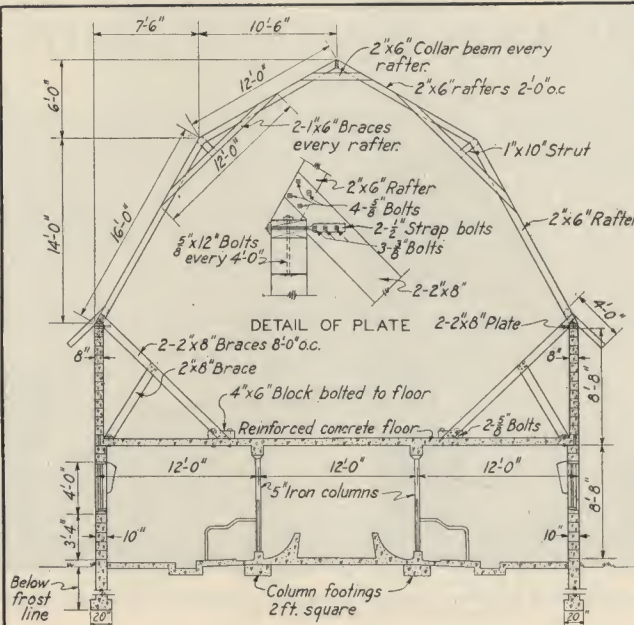 7'-6"
10'-6"
6'-0"
12'-0"
2"x6" Collar beam every
rafter.
2"x6" rafters 2'-0" o.c
2-1"x6" Braces
every rafter.
12'-0"
1"x10" Strut
14'-0"
16'-0"
2"x6" Rafter
4-5/8" Bolts
2-1/2" Strap bolts
3-3/8" Bolts
5/8"x12" Bolts
every 4'-0"
2-2"x8"
2"x6" Rafter
4'-0"
DETAIL OF PLATE
2-2"x8" Plate
8"
2-2"x8" Braces 8'-0" o.c.
2"x8" Brace
8"
8'-8"
4"x6" Block bolted to floor
Reinforced concrete floor
2-5/8" Bolts
12'-0"
12'-0"
12'-0"
4'-0"
5" Iron columns
8'-8"
3'-4"
10"
10"
Below
frost
line
Column footings
2 ft. square
20"
20"